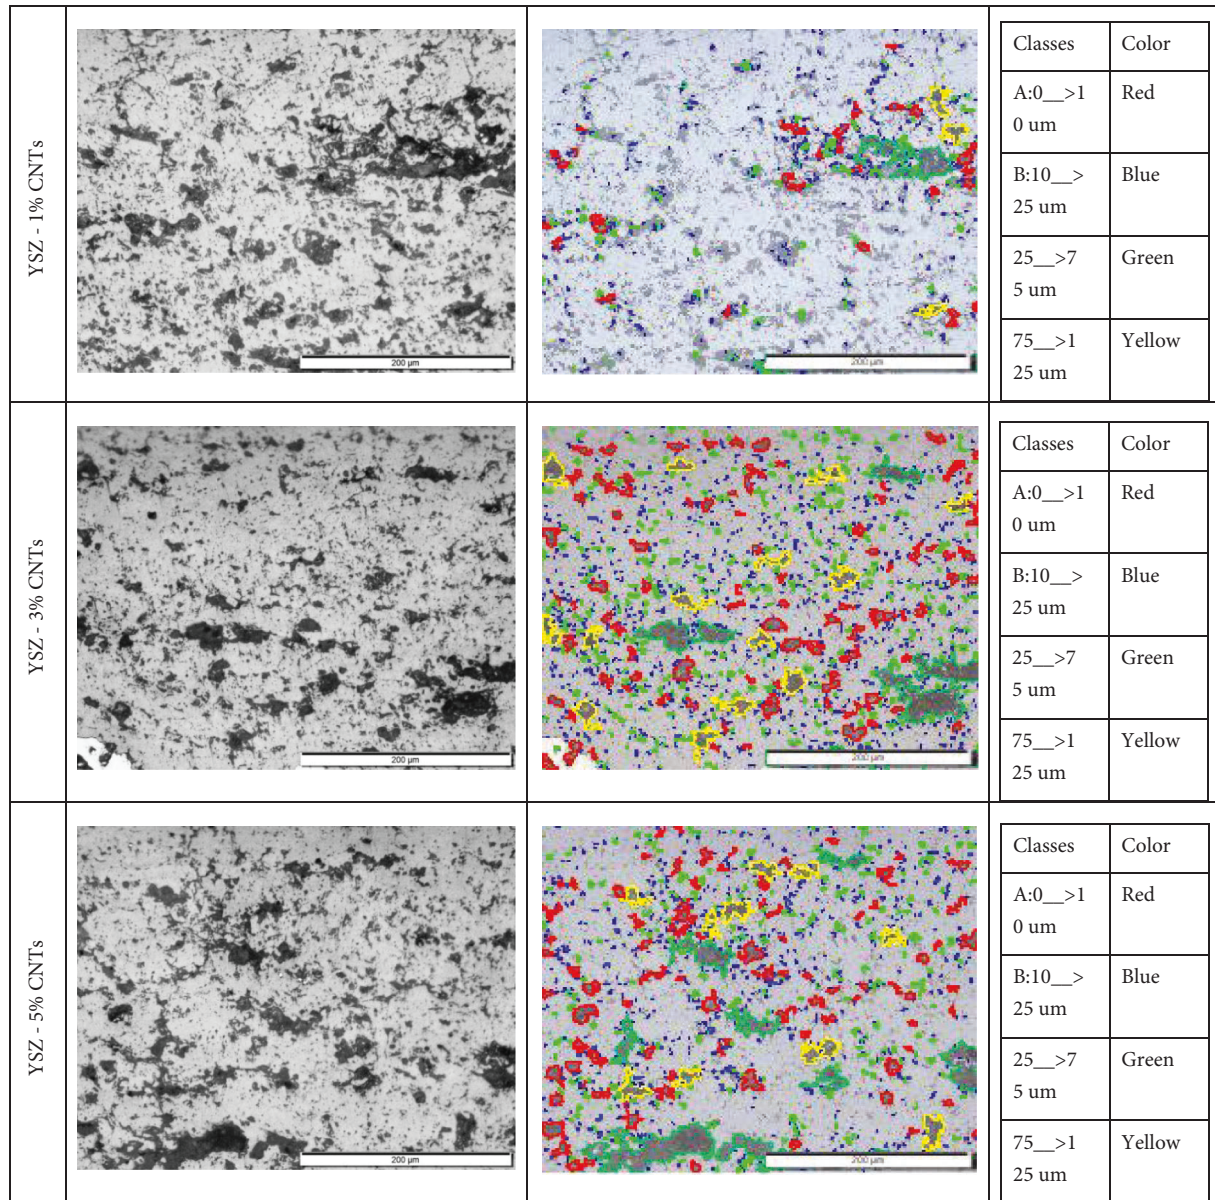 YSZ - 1% CNTs
200 µm
200 µm
Classes Color
A:0__>1 Red
0 um
B:10__> Blue
25 um
25__>7 Green
5 um
75__>1 Yellow
25 um
YSZ - 3% CNTs
200 µm
200 µm
Classes Color
A:0__>1 Red
0 um
B:10__> Blue
25 um
25__>7 Green
5 um
75__>1 Yellow
25 um
YSZ - 5% CNTs
200 µm
200 µm
Classes Color
A:0__>1 Red
0 um
B:10__> Blue
25 um
25__>7 Green
5 um
75__>1 Yellow
25 um